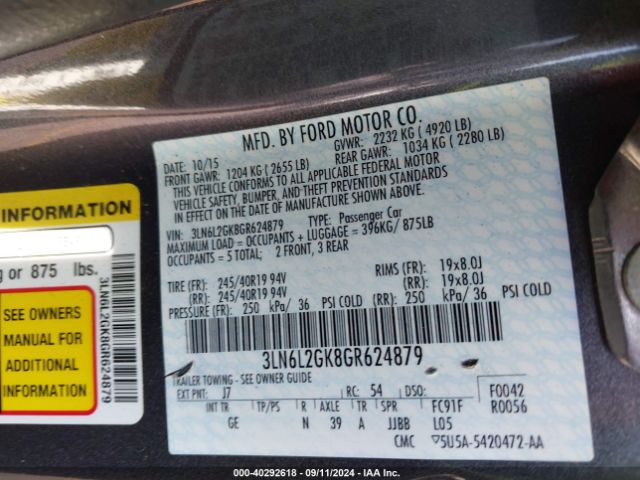 MFD. BY FORD MOTOR CO.
DATE: 10/15 GVWR: 2232 KG ( 4920 LB)
FRONT GAWR: 1204 KG ( 2655 LB) REAR GAWR: 1034 KG ( 2280 LB)
THIS VEHICLE CONFORMS TO ALL APPLICABLE FEDERAL MOTOR
VEHICLE SAFETY, BUMPER, AND THEFT PREVENTION STANDARDS
IN EFFECT ON THE DATE OF MANUFACTURE SHOWN ABOVE.
VIN: 3LN6L2GK8GR624879 TYPE: Passenger Car
MAXIMUM LOAD = OCCUPANTS + LUGGAGE = 396KG/ 875LB
OCCUPANTS = 5 TOTAL; 2 FRONT, 3 REAR
TIRE (FR): 245/40R19 94V RIMS (FR): 19x8.0J
(RR): 245/40R19 94V (RR): 19x8.0J
PRESSURE (FR): 250 kPa/ 36 PSI COLD (RR): 250 kPa/ 36 PSI COLD
3LN6L2GK8GR624879
TRAILER TOWING - SEE OWNER GUIDE
EXT PNT: J7 RC: 54 DSO: F0042
INT TR TP/PS R AXLE TR SPR FC91F R0056
GE N 39 A JJBB L05
CMC ▽5U5A-5420472-AA
INFORMATION
g or 875 lbs.
SEE OWNERS
MANUAL FOR
ADDITIONAL
INFORMATION
3LN6L2GK8GR624879
000-40292618 - 09/11/2024 - IAA Inc.